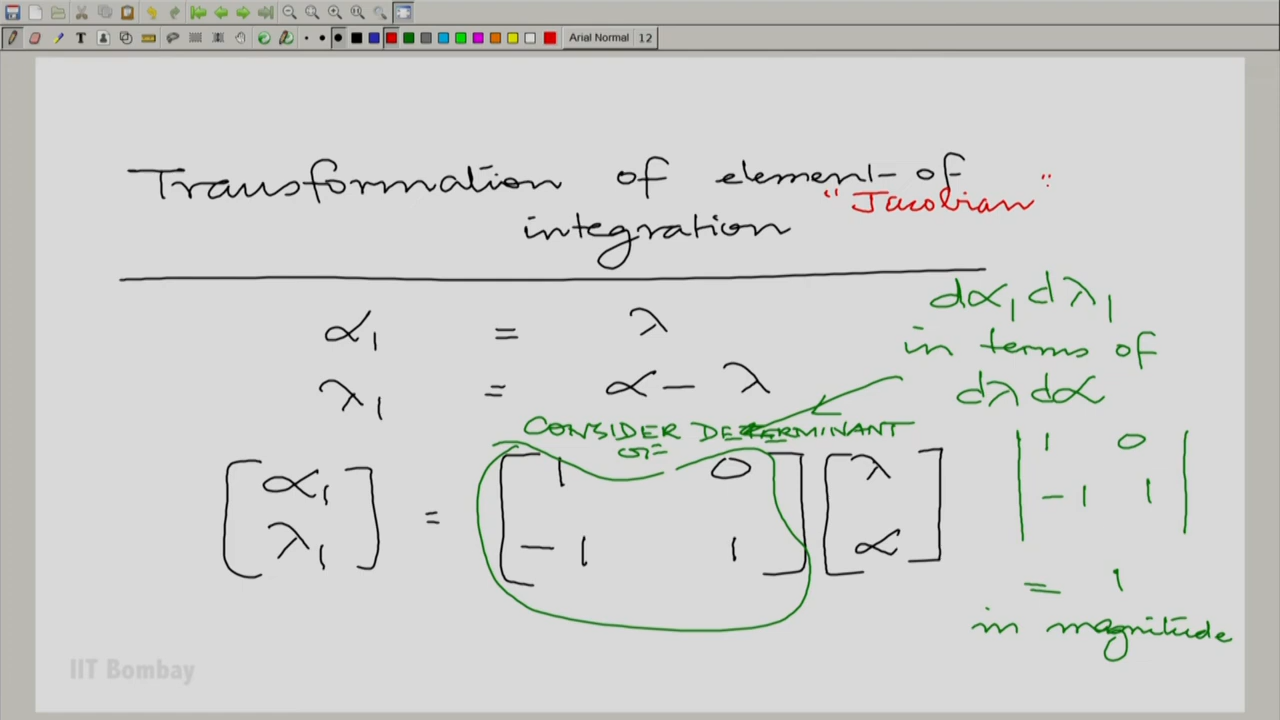 Arial Normal 12
Transformation of element of
integration "Jacobian"
α₁ = λ
λ₁ = α − λ
dα₁ dλ₁
in terms of
dλ dα
CONSIDER DETERMINANT
OF
[α₁ λ₁] = [1 0 −1 1] [λ α]
|1 0|
|−1 1|
= 1
in magnitude
IIT Bombay